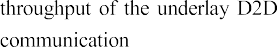 throughput of the underlay D2D
communication